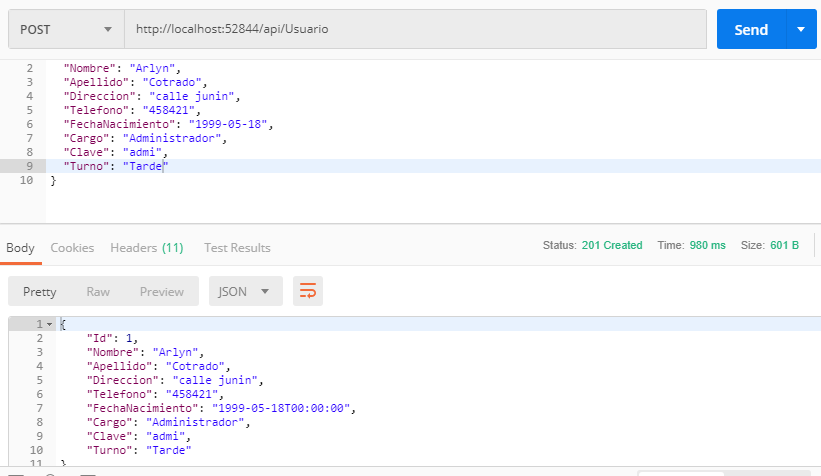 POST http://localhost:52844/api/Usuario Send
2 "Nombre": "Arlyn",
3 "Apellido": "Cotrado",
4 "Direccion": "calle junin",
5 "Telefono": "458421",
6 "FechaNacimiento": "1999-05-18",
7 "Cargo": "Administrador",
8 "Clave": "admi",
9 "Turno": "Tarde"
10 }
Body Cookies Headers (11) Test Results Status: 201 Created Time: 980 ms Size: 601 B
Pretty Raw Preview JSON
1 {
2 "Id": 1,
3 "Nombre": "Arlyn",
4 "Apellido": "Cotrado",
5 "Direccion": "calle junin",
6 "Telefono": "458421",
7 "FechaNacimiento": "1999-05-18T00:00:00",
8 "Cargo": "Administrador",
9 "Clave": "admi",
10 "Turno": "Tarde"
11 }